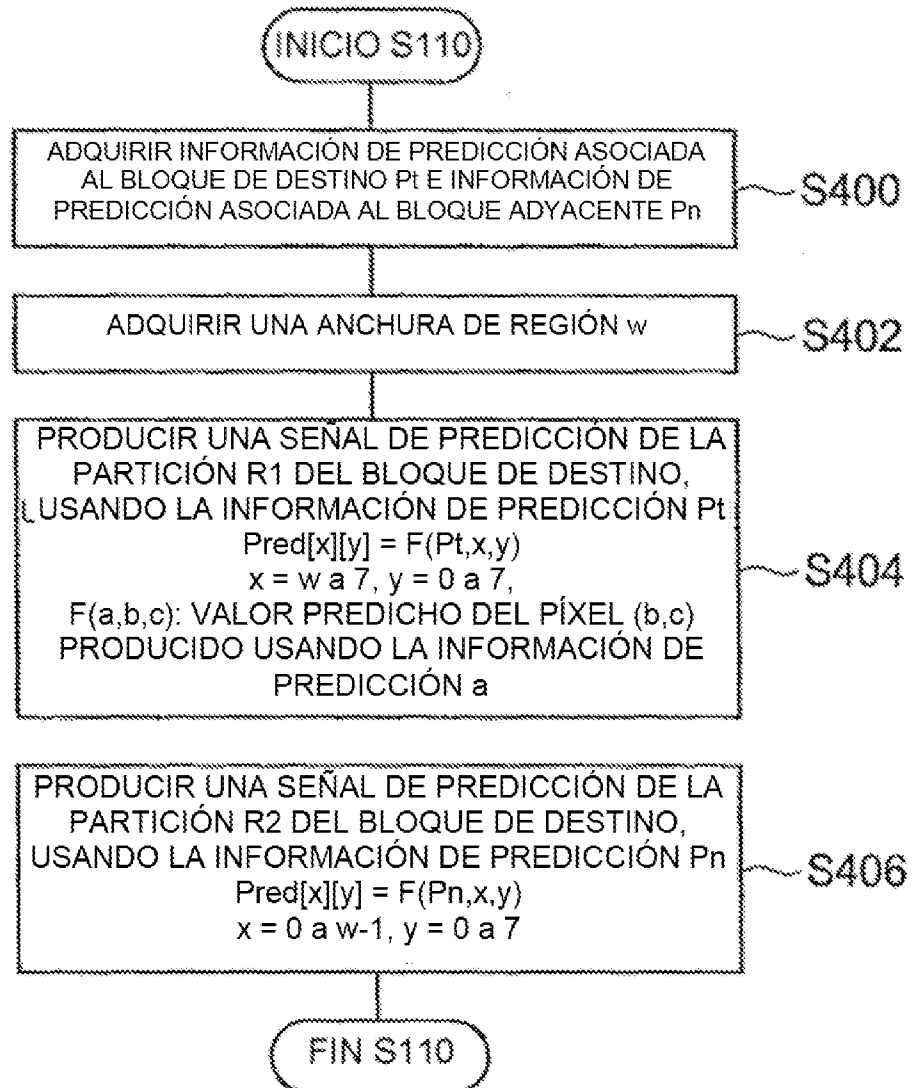 INICIO S110
ADQUIRIR INFORMACIÓN DE PREDICCIÓN ASOCIADA
AL BLOQUE DE DESTINO Pt E INFORMACIÓN DE
PREDICCIÓN ASOCIADA AL BLOQUE ADYACENTE Pn
S400
ADQUIRIR UNA ANCHURA DE REGIÓN w
S402
PRODUCIR UNA SEÑAL DE PREDICCIÓN DE LA
PARTICIÓN R1 DEL BLOQUE DE DESTINO,
USANDO LA INFORMACIÓN DE PREDICCIÓN Pt
Pred[x][y] = F(Pt,x,y)
x = w a 7, y = 0 a 7,
F(a,b,c): VALOR PREDICHO DEL PÍXEL (b,c)
PRODUCIDO USANDO LA INFORMACIÓN DE
PREDICCIÓN a
S404
PRODUCIR UNA SEÑAL DE PREDICCIÓN DE LA
PARTICIÓN R2 DEL BLOQUE DE DESTINO,
USANDO LA INFORMACIÓN DE PREDICCIÓN Pn
Pred[x][y] = F(Pn,x,y)
x = 0 a w-1, y = 0 a 7
S406
FIN S110